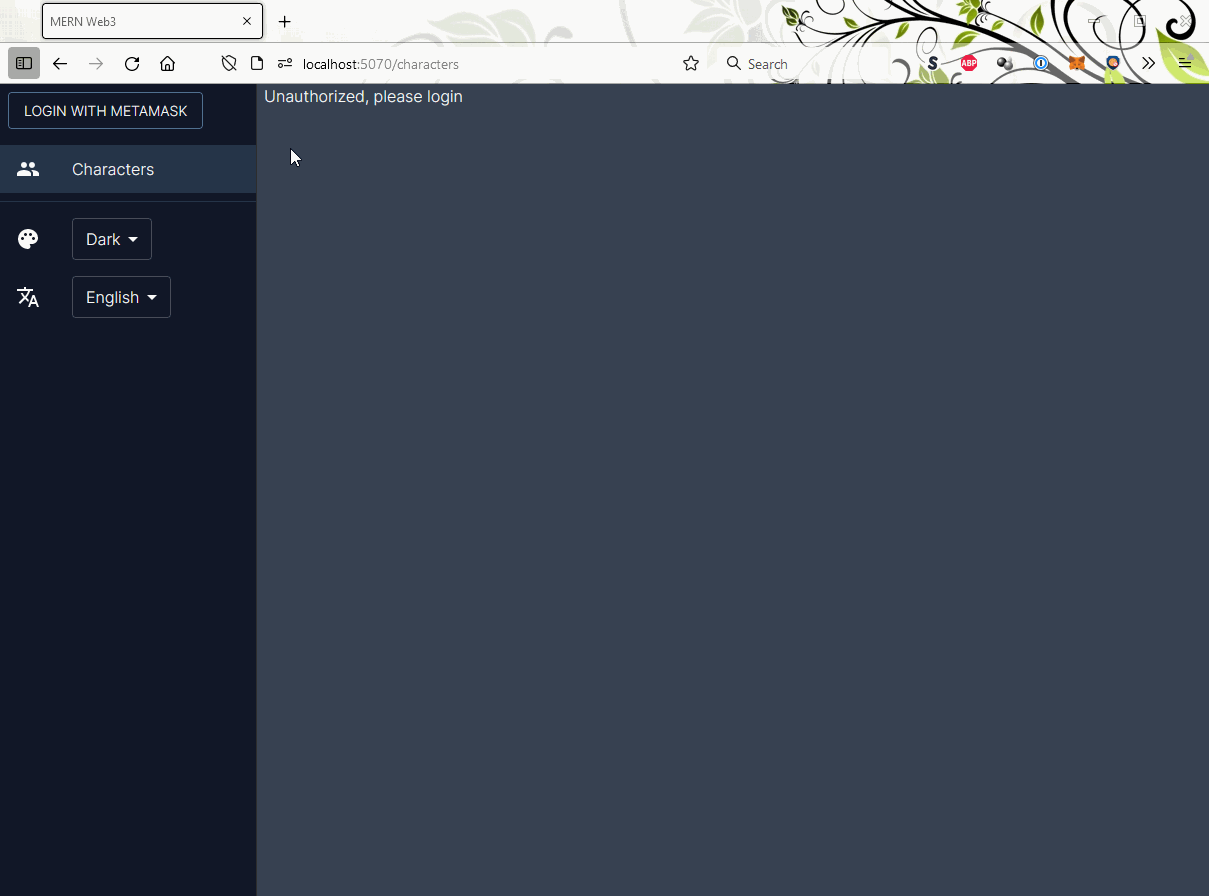 MERN Web3
localhost:5070/characters
Search
S
ABP
LOGIN WITH METAMASK
Unauthorized, please login
Characters
Dark
English